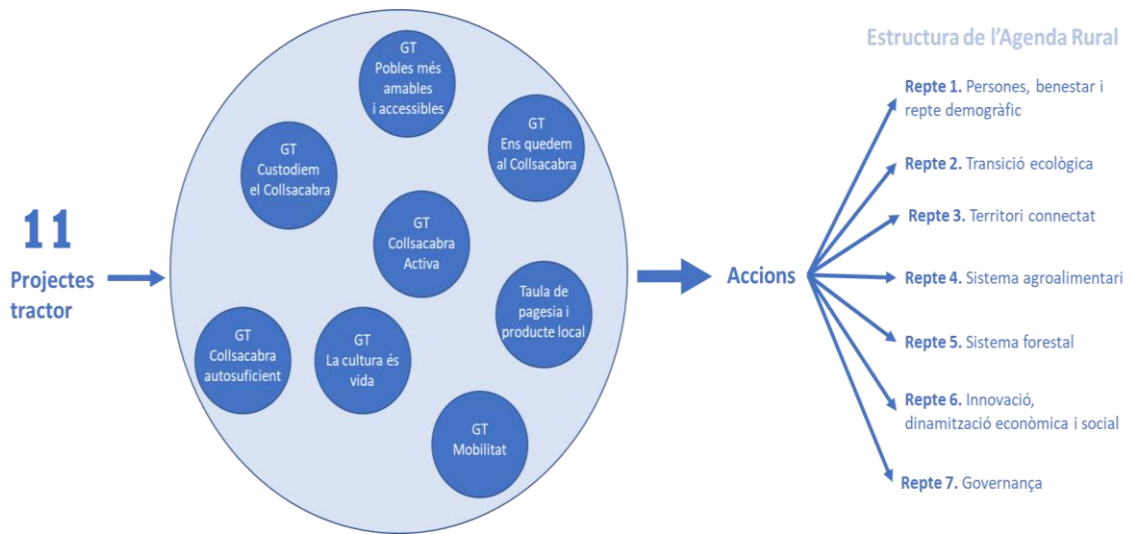 11
Projectes
tractor
GT
Pobles més
amables
i accessibles
GT
Ens quedem
al Collsacabra
GT
Custodiem
el Collsacabra
GT
Collsacabra
Activa
Taula de
pagesia i
producte local
GT
Collsacabra
autosuficient
GT
La cultura és
vida
GT
Mobilitat
Accions
Estructura de l'Agenda Rural
Repte 1. Persones, benestar i
repte demogràfic
Repte 2. Transició ecològica
Repte 3. Territori connectat
Repte 4. Sistema agroalimentari
Repte 5. Sistema forestal
Repte 6. Innovació,
dinamització econòmica i social
Repte 7. Governança